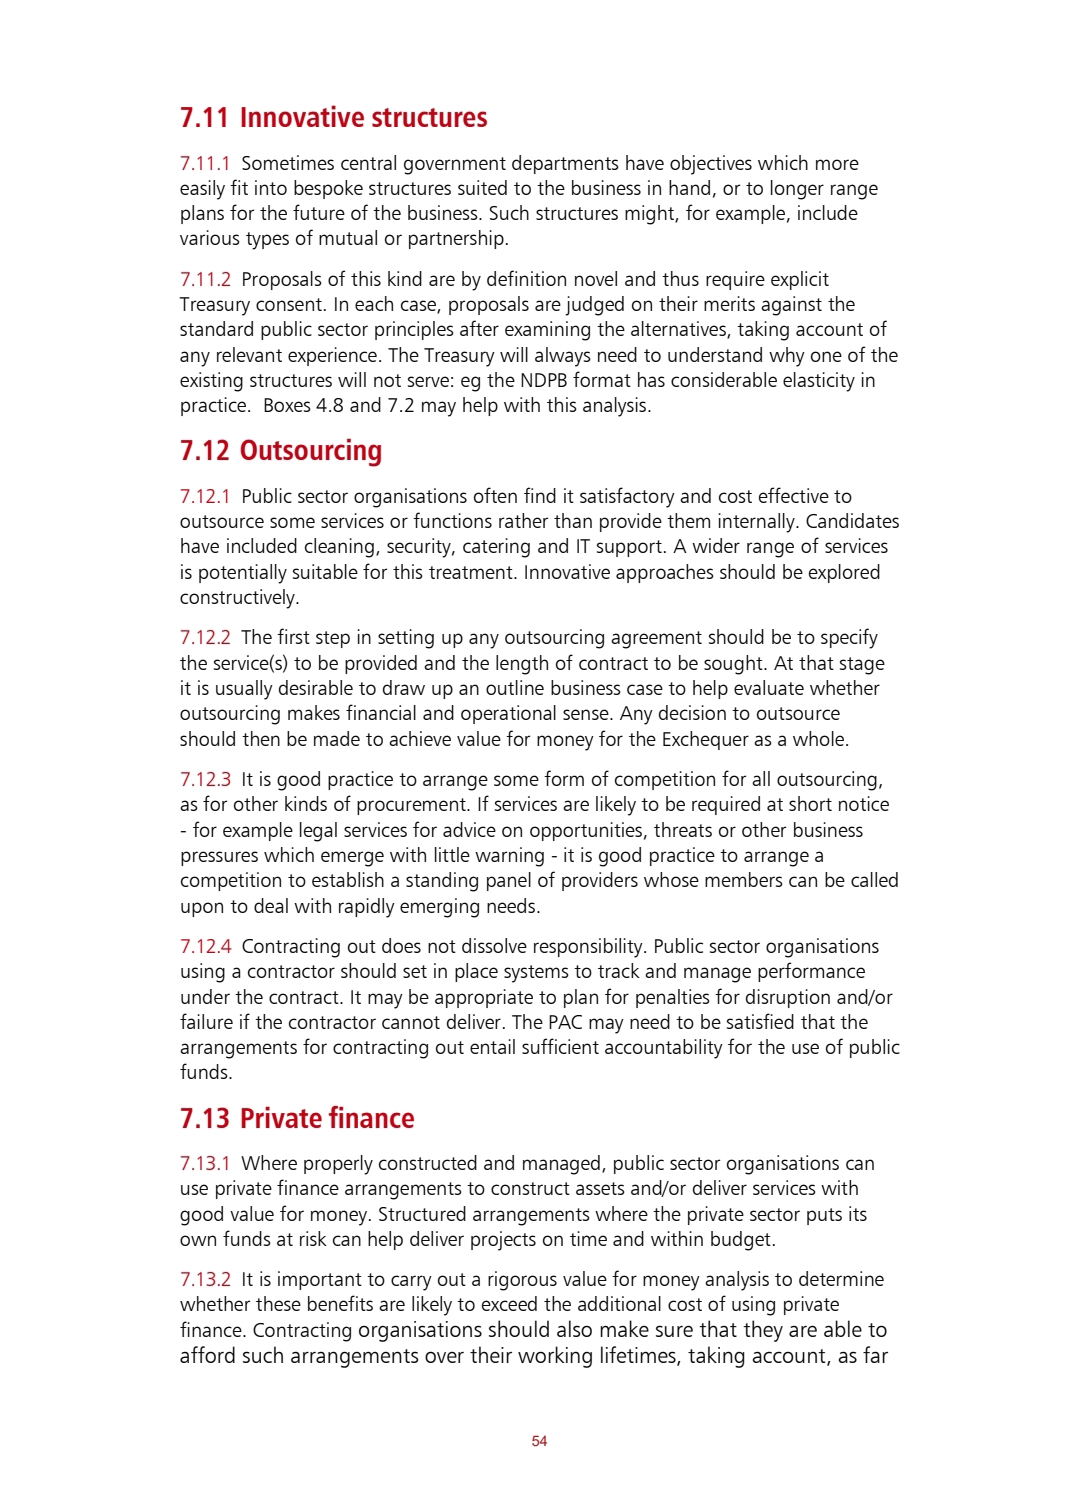 7.11 Innovative structures
7.11.1 Sometimes central government departments have objectives which more
easily fit into bespoke structures suited to the business in hand, or to longer range
plans for the future of the business. Such structures might, for example, include
various types of mutual or partnership.
7.11.2 Proposals of this kind are by definition novel and thus require explicit
Treasury consent. In each case, proposals are judged on their merits against the
standard public sector principles after examining the alternatives, taking account of
any relevant experience. The Treasury will always need to understand why one of the
existing structures will not serve: eg the NDPB format has considerable elasticity in
practice.  Boxes 4.8 and 7.2 may help with this analysis.
7.12 Outsourcing
7.12.1 Public sector organisations often find it satisfactory and cost effective to
outsource some services or functions rather than provide them internally. Candidates
have included cleaning, security, catering and IT support. A wider range of services
is potentially suitable for this treatment. Innovative approaches should be explored
constructively.
7.12.2 The first step in setting up any outsourcing agreement should be to specify
the service(s) to be provided and the length of contract to be sought. At that stage
it is usually desirable to draw up an outline business case to help evaluate whether
outsourcing makes financial and operational sense. Any decision to outsource
should then be made to achieve value for money for the Exchequer as a whole.
7.12.3 It is good practice to arrange some form of competition for all outsourcing,
as for other kinds of procurement. If services are likely to be required at short notice
- for example legal services for advice on opportunities, threats or other business
pressures which emerge with little warning - it is good practice to arrange a
competition to establish a standing panel of providers whose members can be called
upon to deal with rapidly emerging needs.
7.12.4 Contracting out does not dissolve responsibility. Public sector organisations
using a contractor should set in place systems to track and manage performance
under the contract. It may be appropriate to plan for penalties for disruption and/or
failure if the contractor cannot deliver. The PAC may need to be satisfied that the
arrangements for contracting out entail sufficient accountability for the use of public
funds.
7.13 Private finance
7.13.1 Where properly constructed and managed, public sector organisations can
use private finance arrangements to construct assets and/or deliver services with
good value for money. Structured arrangements where the private sector puts its
own funds at risk can help deliver projects on time and within budget.
7.13.2 It is important to carry out a rigorous value for money analysis to determine
whether these benefits are likely to exceed the additional cost of using private
finance. Contracting organisations should also make sure that they are able to
afford such arrangements over their working lifetimes, taking account, as far
54